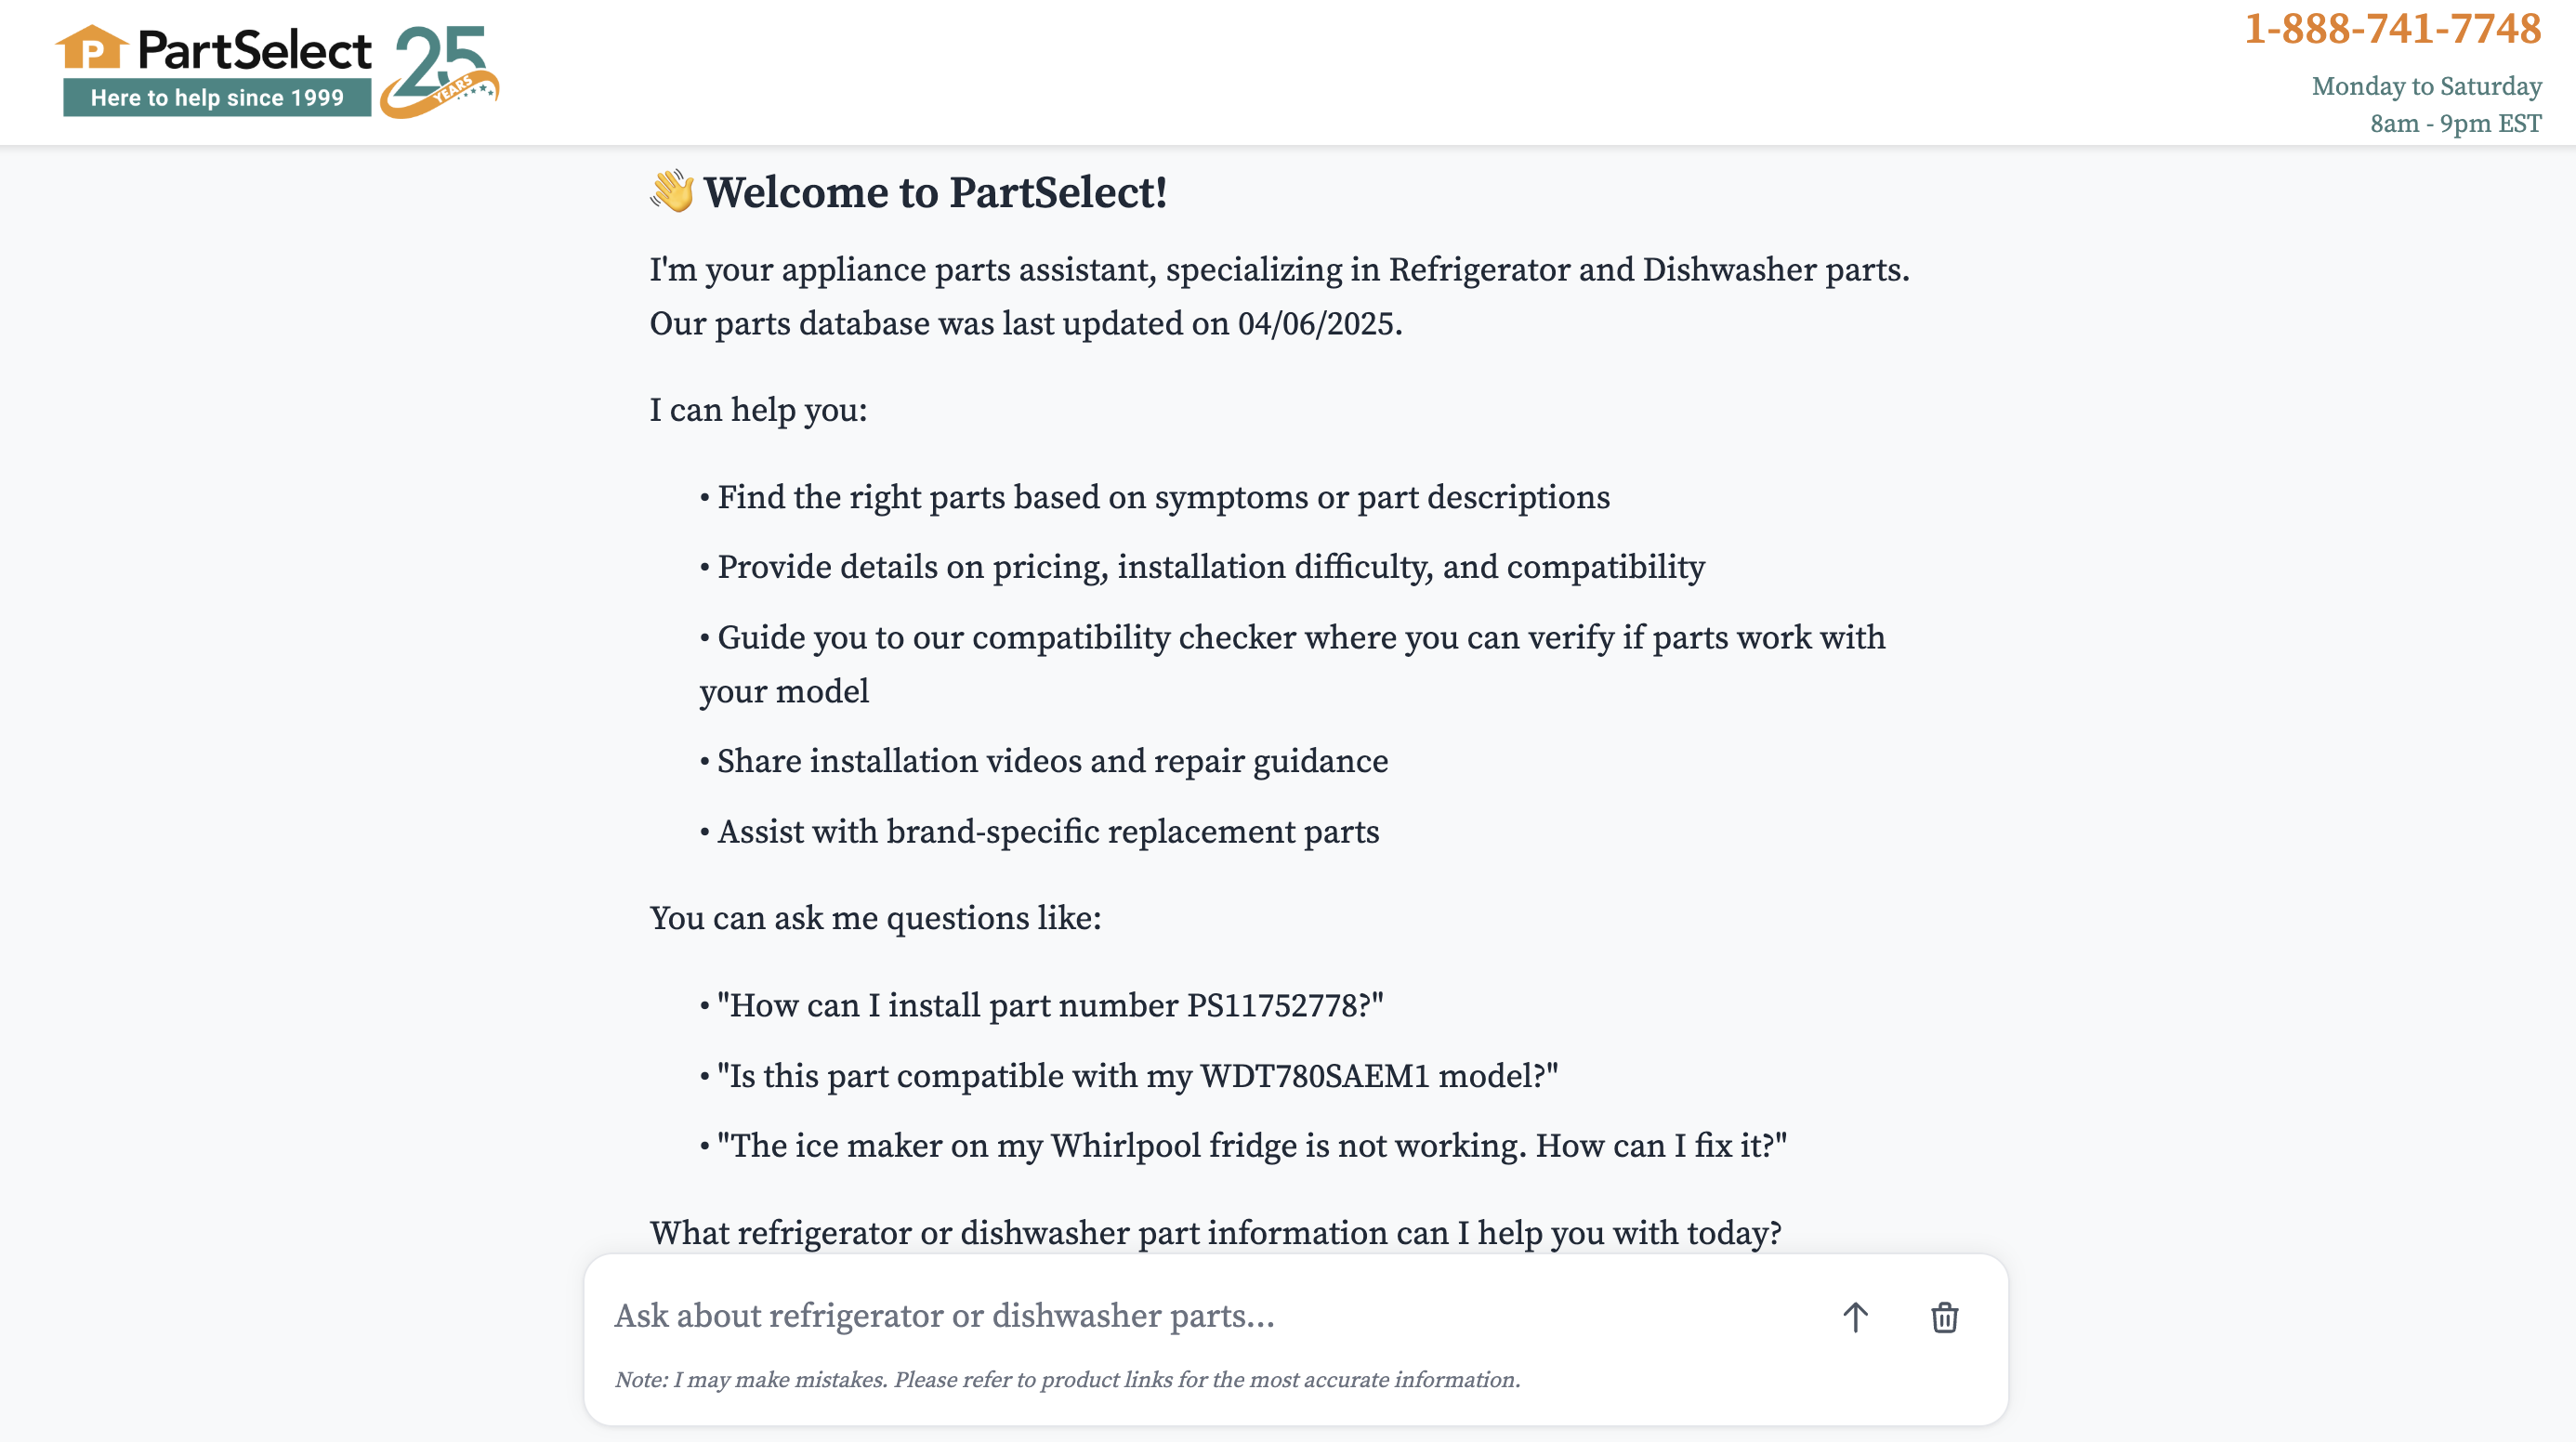 P PartSelect
Here to help since 1999
25
YEARS
1-888-741-7748
Monday to Saturday
8am - 9pm EST
👋 Welcome to PartSelect!
I'm your appliance parts assistant, specializing in Refrigerator and Dishwasher parts.
Our parts database was last updated on 04/06/2025.
I can help you:
• Find the right parts based on symptoms or part descriptions
• Provide details on pricing, installation difficulty, and compatibility
• Guide you to our compatibility checker where you can verify if parts work with
your model
• Share installation videos and repair guidance
• Assist with brand-specific replacement parts
You can ask me questions like:
• "How can I install part number PS11752778?"
• "Is this part compatible with my WDT780SAEM1 model?"
• "The ice maker on my Whirlpool fridge is not working. How can I fix it?"
What refrigerator or dishwasher part information can I help you with today?
Ask about refrigerator or dishwasher parts...
Note: I may make mistakes. Please refer to product links for the most accurate information.